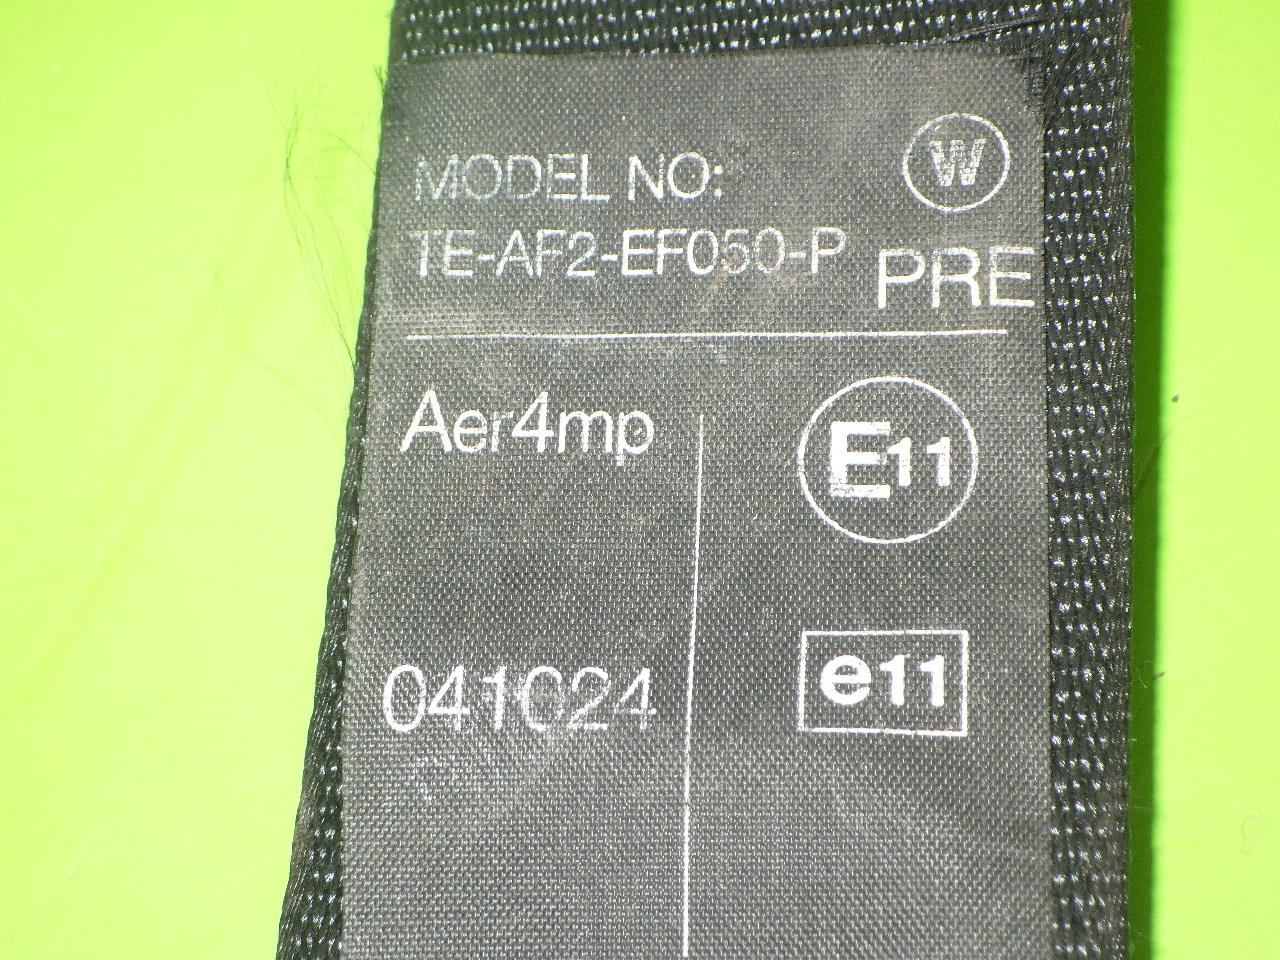 MODEL NO:
W
TE-AF2-EF050-P
PRE
Aer4mp
E11
041024
e11